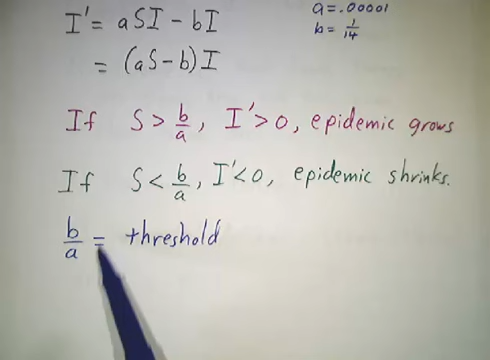 I' = aSI - bI
a = .00001
b = 1/14
= (aS - b)I
If S > b/a, I' > 0, epidemic grows
If S < b/a, I' < 0, epidemic shrinks.
b/a = threshold